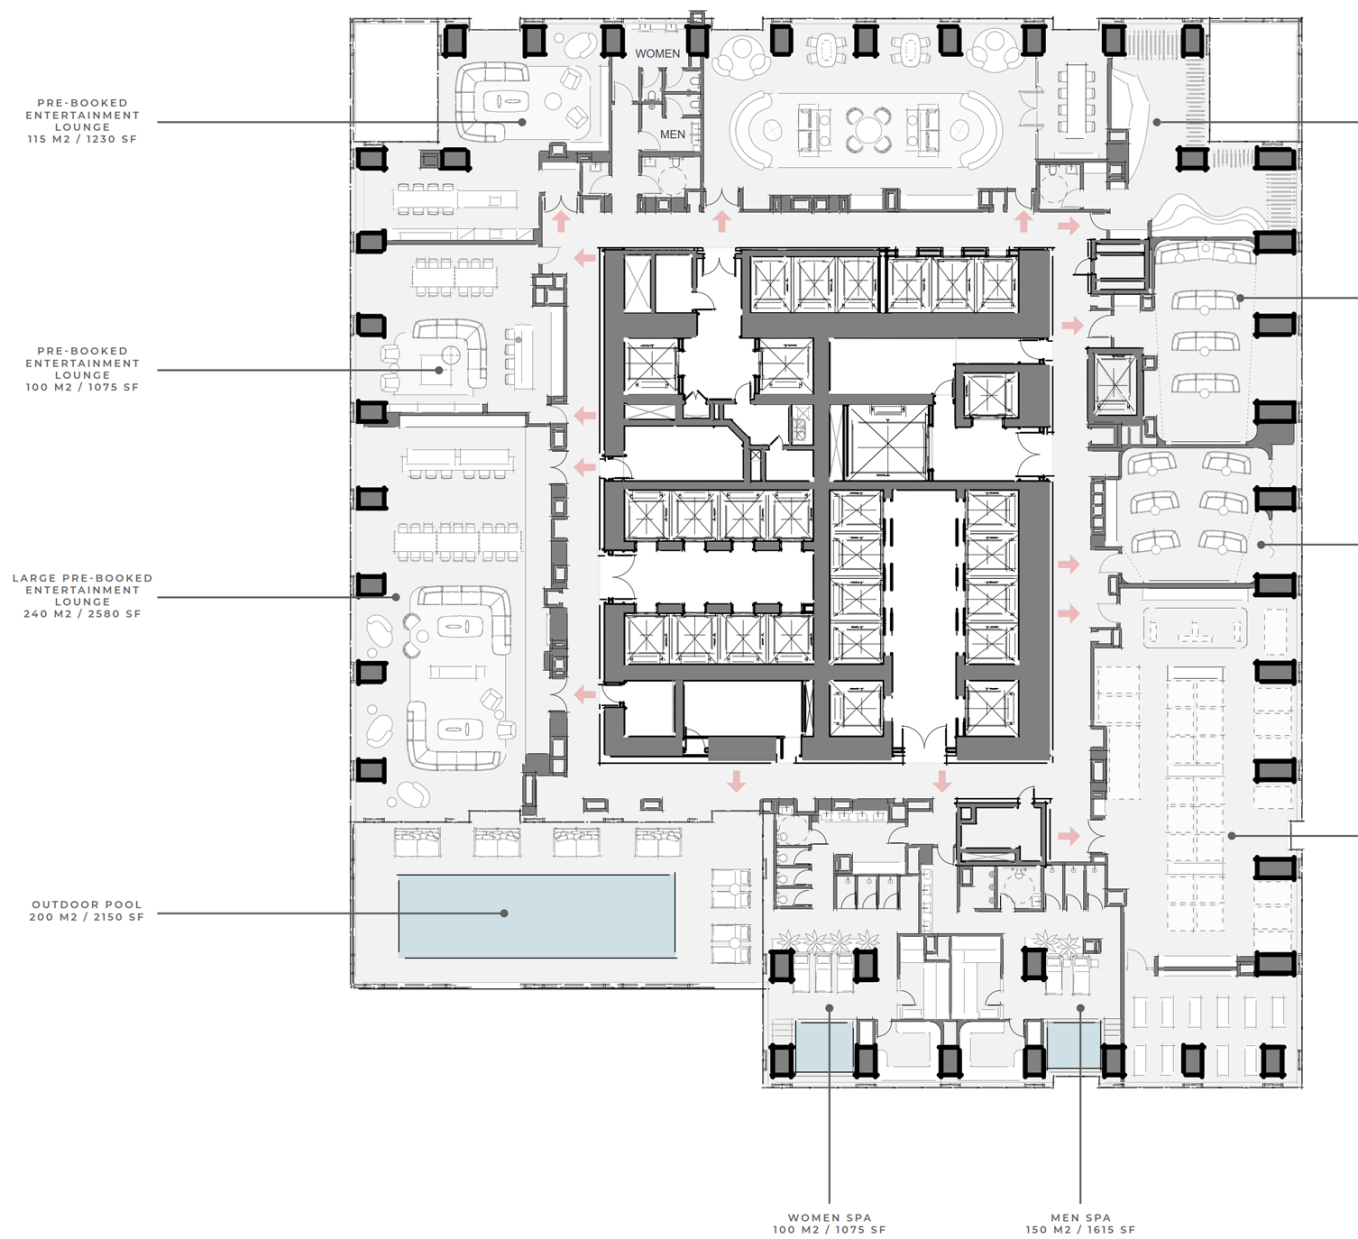 WOMEN
MEN
PRE-BOOKED
ENTERTAINMENT
LOUNGE
115 M2 / 1230 SF
PRE-BOOKED
ENTERTAINMENT
LOUNGE
100 M2 / 1075 SF
LARGE PRE-BOOKED
ENTERTAINMENT
LOUNGE
240 M2 / 2580 SF
OUTDOOR POOL
200 M2 / 2150 SF
WOMEN SPA
100 M2 / 1075 SF
MEN SPA
150 M2 / 1615 SF